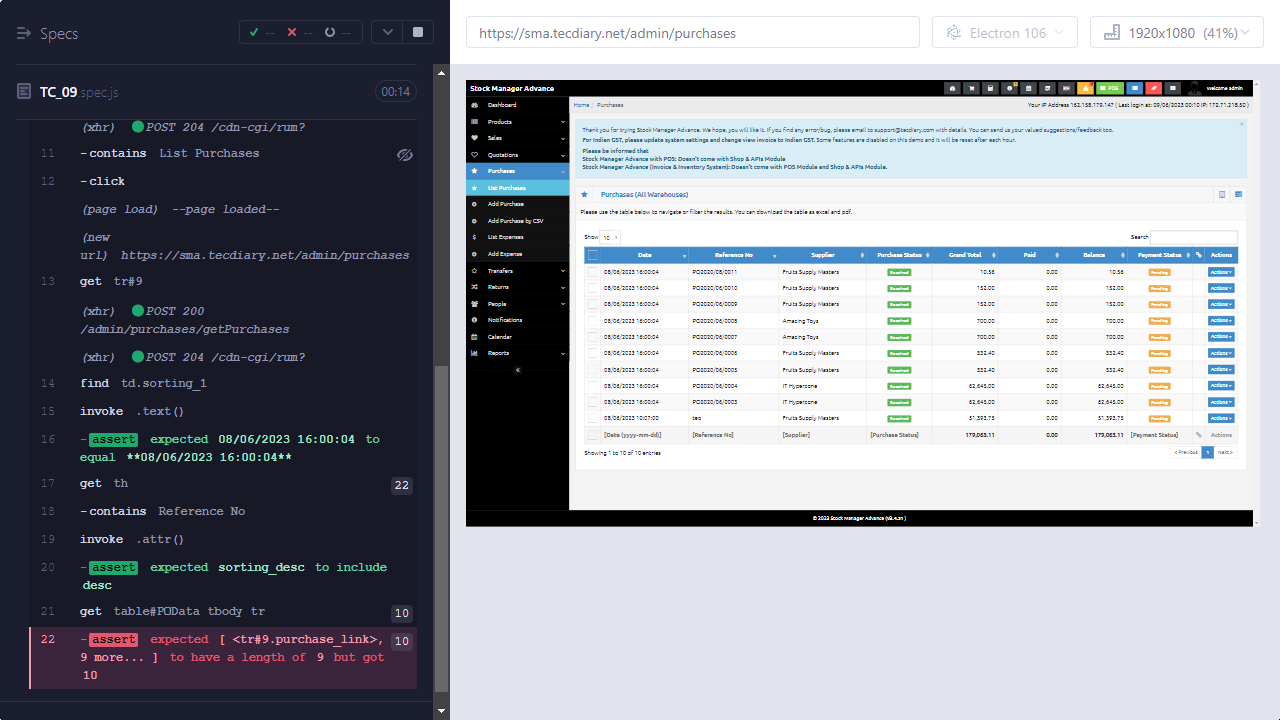 Specs
--
--
--
https://sma.tecdiary.net/admin/purchases
Electron 106
1920x1080 (41%)
TC_09.spec.js
00:14
(xhr) POST 204 /cdn-cgi/rum?
11 -contains List Purchases
12 -click
(page load) --page loaded--
(new url) https://sma.tecdiary.net/admin/purchases
13 get tr#9
(xhr) POST 200
/admin/purchases/getPurchases
(xhr) POST 204 /cdn-cgi/rum?
14 find td.sorting_1
15 invoke .text()
16 -assert expected 08/06/2023 16:00:04 to
equal **08/06/2023 16:00:04**
17 get th 22
18 -contains Reference No
19 invoke .attr()
20 -assert expected sorting_desc to include
desc
21 get table#POData tbody tr 10
22 -assert expected [ <tr#9.purchase_link>, 10
9 more... ] to have a length of 9 but got
10
Stock Manager Advance
POS
welcome admin
Dashboard
Products
Sales
Quotations
Purchases
List Purchases
Add Purchase
Add Purchase by CSV
List Expenses
Add Expense
Transfers
Returns
People
Notifications
Calendar
Reports
Home / Purchases
Your IP Address 162.158.179.147 ( Last login at: 09/06/2023 00:10 IP: 172.71.218.50 )
Thank you for trying Stock Manager Advance. We hope, you will like it. If you find any error/bug, please email to support@tecdiary.com with details. You can send us your valued suggestions/feedback too.
For Indian GST, please update system settings and change view invoice to Indian GST. Some features are disabled on this demo and it will be reset after each hour.
Please be informed that
Stock Manager Advance with POS: Doesn't come with Shop & APIs Module
Stock Manager Advance (Invoice & Inventory System): Doesn't come with POS Module and Shop & APIs Module.
Purchases (All Warehouses)
Please use the table below to navigate or filter the results. You can download the table as excel and pdf.
Show 10
Search
Date Reference No Supplier Purchase Status Grand Total Paid Balance Payment Status Actions
08/06/2023 16:00:04 PO2020/08/0011 Fruits Supply Masters Received 10.56 0.00 10.56 Pending Actions
08/06/2023 16:00:04 PO2020/06/0010 Fruits Supply Masters Received 152.00 0.00 152.00 Pending Actions
08/06/2023 16:00:04 PO2020/06/0009 Fruits Supply Masters Received 152.00 0.00 152.00 Pending Actions
08/06/2023 16:00:04 PO2020/06/0008 Amazing Toys Received 700.00 0.00 700.00 Pending Actions
08/06/2023 16:00:04 PO2020/06/0007 Amazing Toys Received 700.00 0.00 700.00 Pending Actions
08/06/2023 16:00:04 PO2020/06/0006 Fruits Supply Masters Received 332.40 0.00 332.40 Pending Actions
08/06/2023 16:00:04 PO2020/06/0005 Fruits Supply Masters Received 332.40 0.00 332.40 Pending Actions
08/06/2023 16:00:04 PO2020/06/0004 IT Hypercone Received 62,645.00 0.00 62,645.00 Pending Actions
08/06/2023 16:00:04 PO2020/06/0003 IT Hypercone Received 62,645.00 0.00 62,645.00 Pending Actions
08/06/2023 10:07:00 Fruits Supply Masters Received 51,393.75 0.00 51,393.75 Pending Actions
[Date (yyyy-mm-dd)] [Reference No] [Supplier] [Purchase Status] 179,063.11 0.00 179,063.11 [Payment Status] Actions
Showing 1 to 10 of 10 entries
< Previous 1 Next >
© 2023 Stock Manager Advance